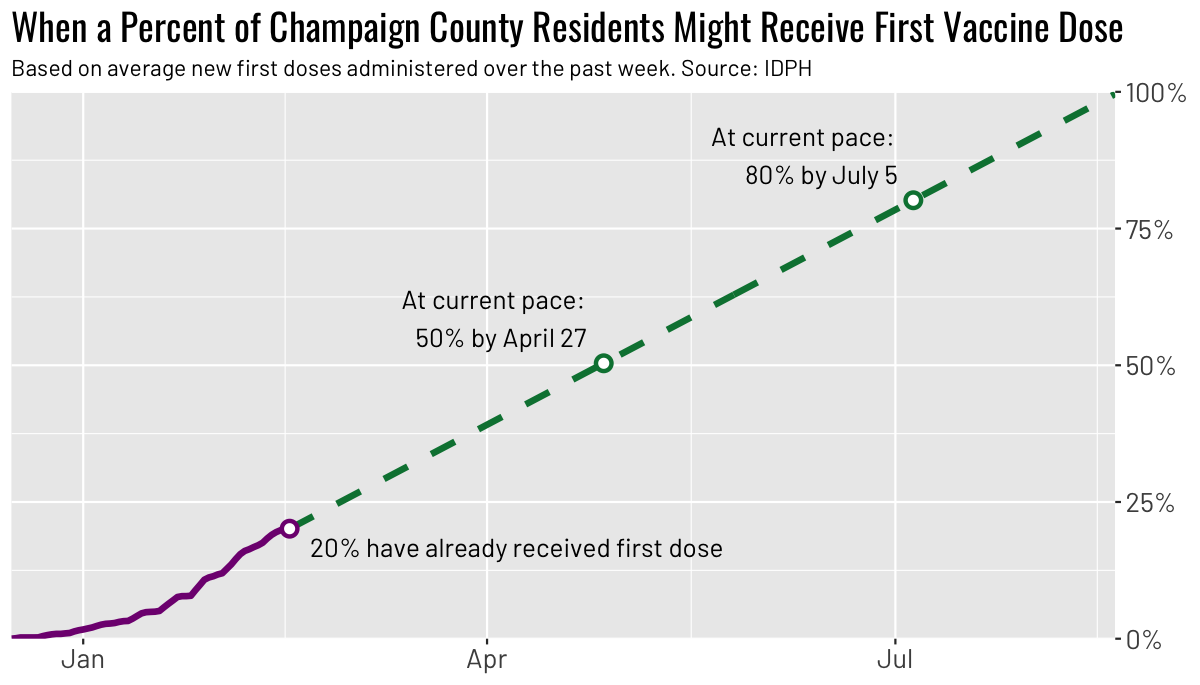 When a Percent of Champaign County Residents Might Receive First Vaccine Dose
Based on average new first doses administered over the past week. Source: IDPH
100%
At current pace:
80% by July 5
75%
At current pace:
50% by April 27
50%
25%
20% have already received first dose
0%
Jan Apr Jul